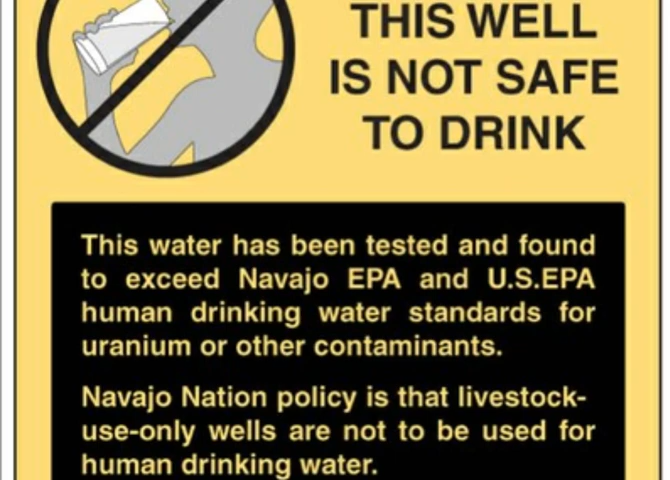 THIS WELL
IS NOT SAFE
TO DRINK
This water has been tested and found
to exceed Navajo EPA and U.S.EPA
human drinking water standards for
uranium or other contaminants.
Navajo Nation policy is that livestock-
use-only wells are not to be used for
human drinking water.